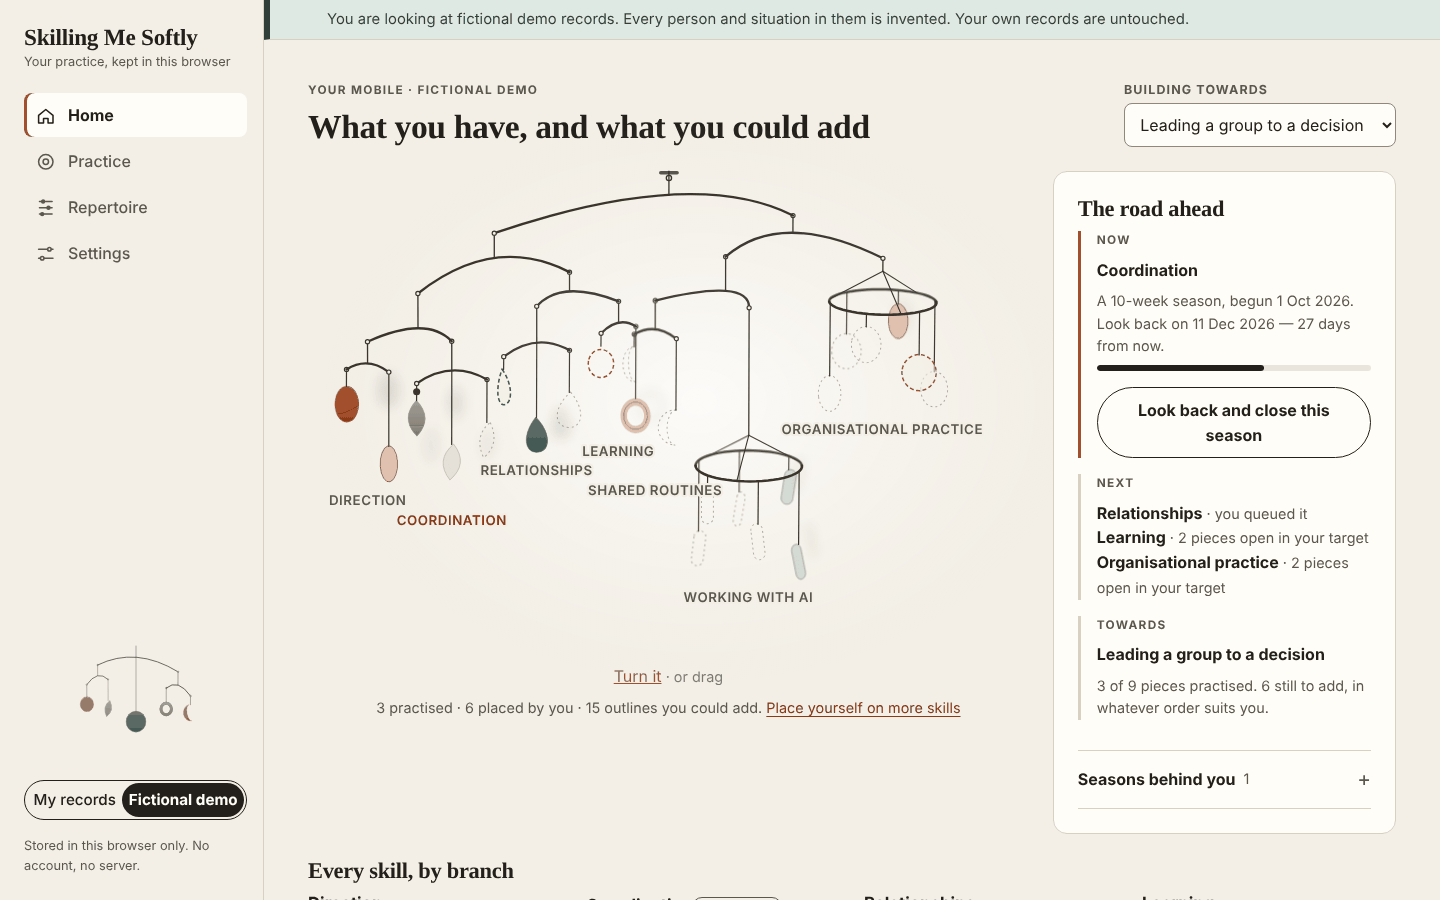 You are looking at fictional demo records. Every person and situation in them is invented. Your own records are untouched.
Skilling Me Softly
Your practice, kept in this browser
Home
Practice
Repertoire
Settings
My records
Fictional demo
Stored in this browser only. No
account, no server.
YOUR MOBILE · FICTIONAL DEMO
What you have, and what you could add
BUILDING TOWARDS
Leading a group to a decision
ORGANISATIONAL PRACTICE
LEARNING
RELATIONSHIPS
SHARED ROUTINES
DIRECTION
COORDINATION
WORKING WITH AI
Turn it · or drag
3 practised · 6 placed by you · 15 outlines you could add. Place yourself on more skills
The road ahead
NOW
Coordination
A 10-week season, begun 1 Oct 2026.
Look back on 11 Dec 2026 — 27 days
from now.
Look back and close this
season
NEXT
Relationships · you queued it
Learning · 2 pieces open in your target
Organisational practice · 2 pieces
open in your target
TOWARDS
Leading a group to a decision
3 of 9 pieces practised. 6 still to add, in
whatever order suits you.
Seasons behind you 1
+
Every skill, by branch